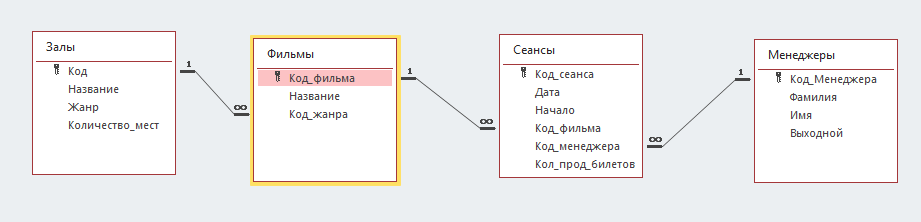 Залы
Код
Название
Жанр
Количество_мест
1
∞
Фильмы
Код_фильма
Название
Код_жанра
1
∞
Сеансы
Код_сеанса
Дата
Начало
Код_фильма
Код_менеджера
Кол_прод_билетов
∞
1
Менеджеры
Код_Менеджера
Фамилия
Имя
Выходной